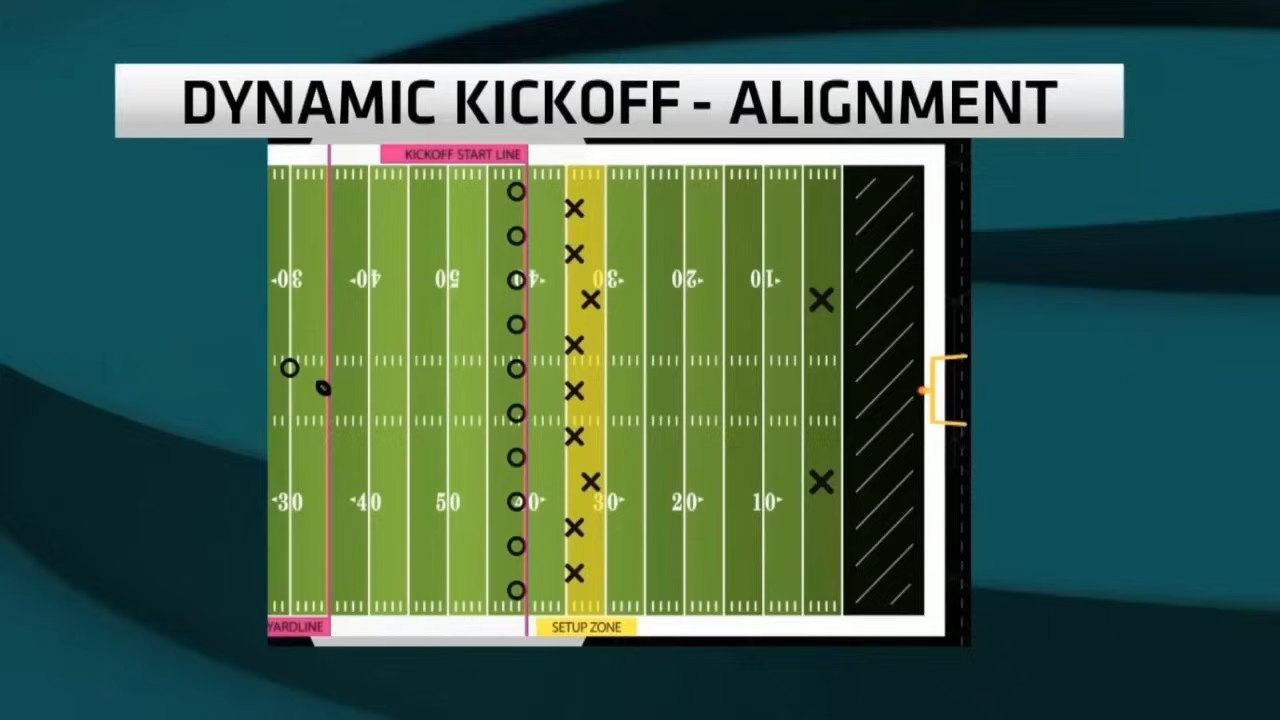 DYNAMIC KICKOFF - ALIGNMENT
KICKOFF START LINE
30 40 50 40 30 20 10
30 40 50 40 30 20 10
YARDLINE
SETUP ZONE